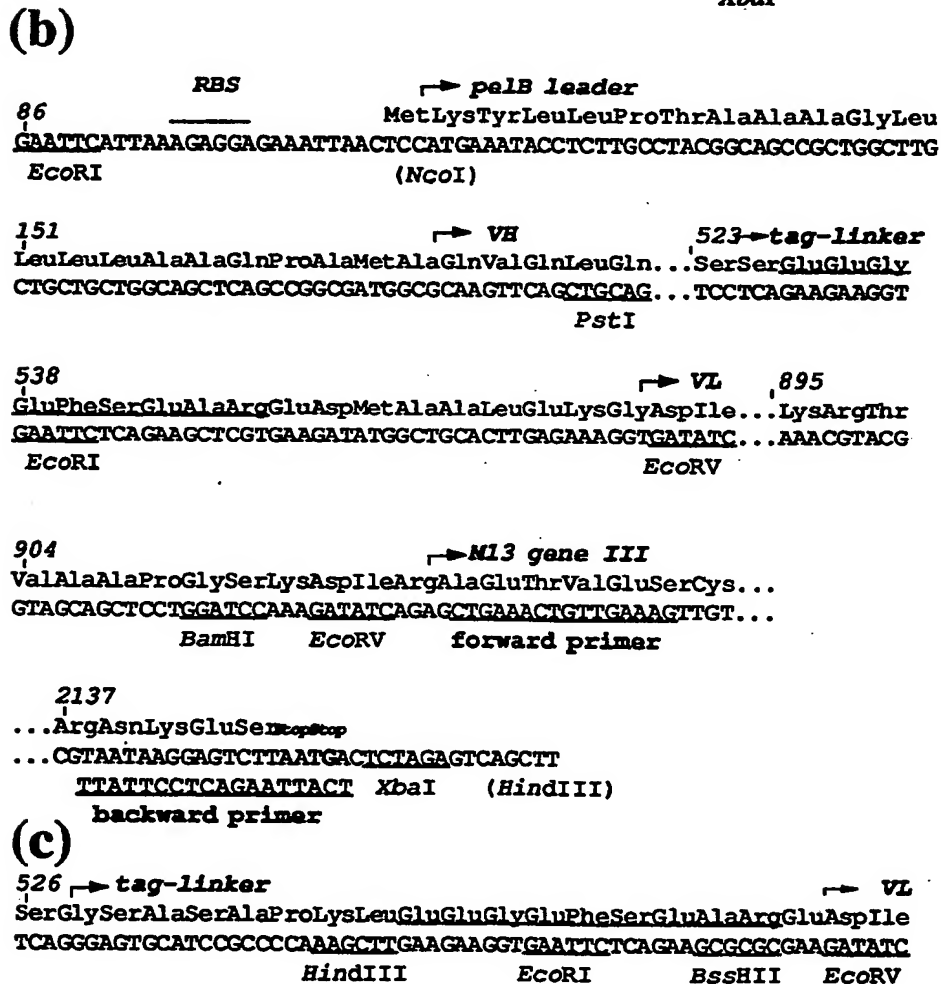 XbaI
(b)
RBS pelB leader
86 MetLysTyrLeuLeuProThrAlaAlaAlaGlyLeu
GAATTCATTAAAGAGGAGAAATTAACTCCATGAAATACCTCTTGCCTACGGCAGCCGCTGGCTTG
EcoRI (NcoI)
151 VH 523 tag-linker
LeuLeuLeuAlaAlaGlnProAlaMetAlaGlnValGlnLeuGln...SerSerGluGluGly
CTGCTGCTGGCAGCTCAGCCGGCGATGGCGCAAGTTCAGCTGCAG...TCCTCAGAAGAAGGT
PstI
538 VL 895
GluPheSerGluAlaArgGluAspMetAlaAlaLeuGluLysGlyAspIle...LysArgThr
GAATTCTCAGAAGCTCGTGAAGATATGGCTGCACTTGAGAAAGGTGATATC...AAACGTACG
EcoRI EcoRV
904 M13 gene III
ValAlaAlaProGlySerLysAspIleArgAlaGluThrValGluSerCys...
GTAGCAGCTCCTGGATCCAAAGATATCAGAGCTGAAACTGTTGAAAGTTGT...
BamHI EcoRV forward primer
2137
...ArgAsnLysGluSerStopStop
...CGTAATAAGGAGTCTTAATGACTCTAGAGTCAGCTT
TTATTCCTCAGAATTACT XbaI (HindIII)
backward primer
(c)
526 tag-linker VL
SerGlySerAlaSerAlaProLysLeuGluGluGlyGluPheSerGluAlaArgGluAspIle
TCAGGGAGTGCATCCGCCCCAAAGCTTGAAGAAGGTGAATTCTCAGAAGCGCGCGAAGATATC
HindIII EcoRI BssHII EcoRV